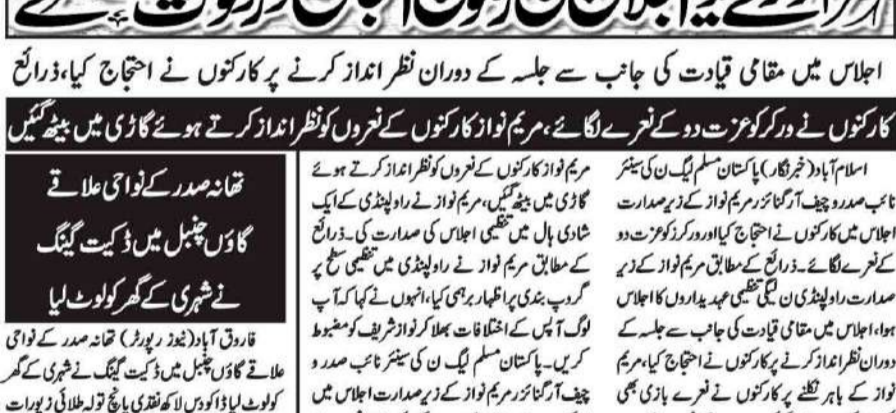 اجلاس میں مقامی قیادت کی جانب سے جلسہ کے دوران نظر انداز کرنے پر کارکنوں نے احتجاج کیا، ذرائع
کارکنوں نے ورکر کو عزت دو کے نعرے لگائے، مریم نواز کارکنوں کے نعروں کو نظر انداز کرتے ہوئے گاڑی میں بیٹھ گئیں
اسلام آباد (خبر نگار) پاکستان مسلم لیگ ن کی سینئر
نائب صدر و چیف آرگنائزر مریم نواز کے زیر صدارت
اجلاس میں کارکنوں نے احتجاج کیا اور ورکرز کو عزت دو
کے نعرے لگائے۔ ذرائع کے مطابق مریم نواز کے زیر
صدارت راولپنڈی ن لیگی تنظیمی عہدیداروں کا اجلاس
ہوا، اجلاس میں مقامی قیادت کی جانب سے جلسہ کے
دوران نظر انداز کرنے پر کارکنوں نے احتجاج کیا، مریم
نواز کے باہر نکلنے پر کارکنوں نے نعرے بازی بھی
مریم نواز کارکنوں کے نعروں کو نظر انداز کرتے ہوئے
گاڑی میں بیٹھ گئیں، مریم نواز نے راولپنڈی کے ایک
شادی ہال میں تنظیمی اجلاس کی صدارت کی۔ ذرائع
کے مطابق مریم نواز نے راولپنڈی میں تنظیمی سطح پر
گروپ بندی پر اظہار برہمی کیا، انہوں نے کہا کہ آپ
لوگ آپس کے اختلافات بھلا کر نواز شریف کو مضبوط
کریں۔ پاکستان مسلم لیگ ن کی سینئر نائب صدر و
چیف آرگنائزر مریم نواز کے زیر صدارت اجلاس میں
تھانہ صدر کے نواحی علاقے
گاؤں چنبل میں ڈکیت گینگ
نے شہری کے گھر کو لوٹ لیا
فاروق آباد (نیوز رپورٹر) تھانہ صدر کے نواحی
علاقے گاؤں چنبل میں ڈکیت گینگ نے شہری کے گھر
کو لوٹ لیا ڈاکو دس لاکھ نقدی پانچ تولہ طلائی زیورات